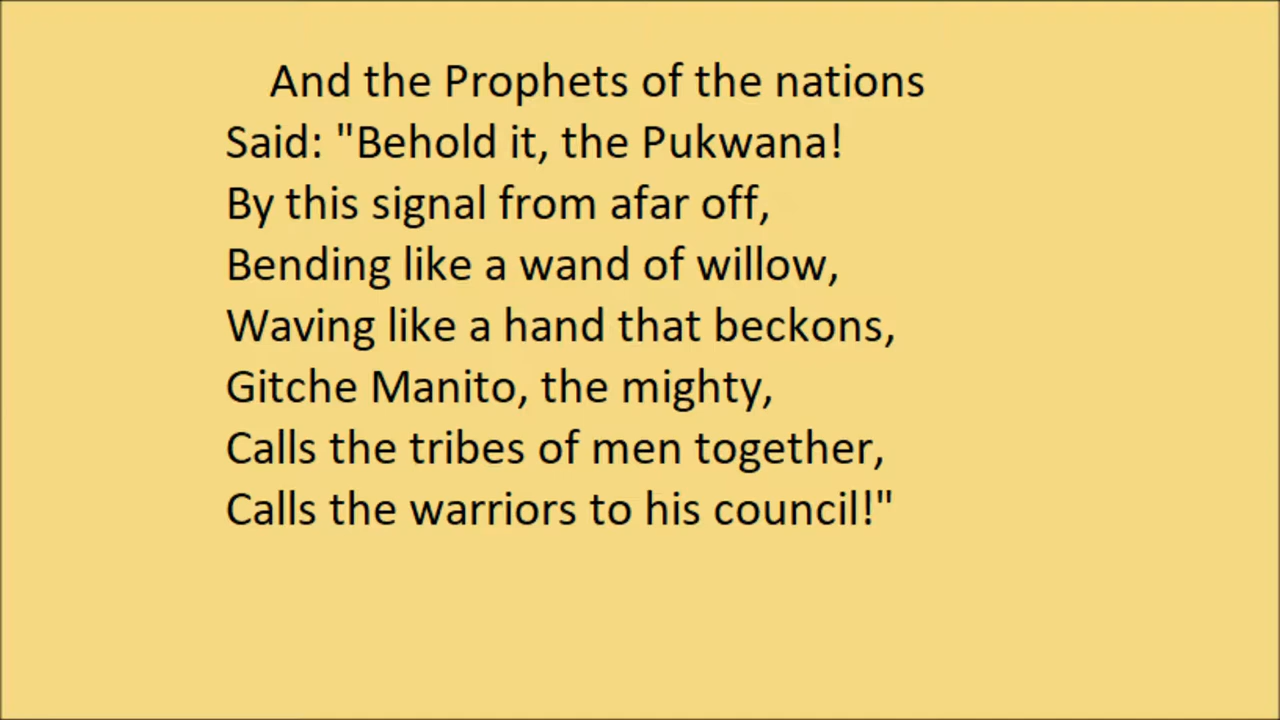 And the Prophets of the nations
Said: "Behold it, the Pukwana!
By this signal from afar off,
Bending like a wand of willow,
Waving like a hand that beckons,
Gitche Manito, the mighty,
Calls the tribes of men together,
Calls the warriors to his council!"